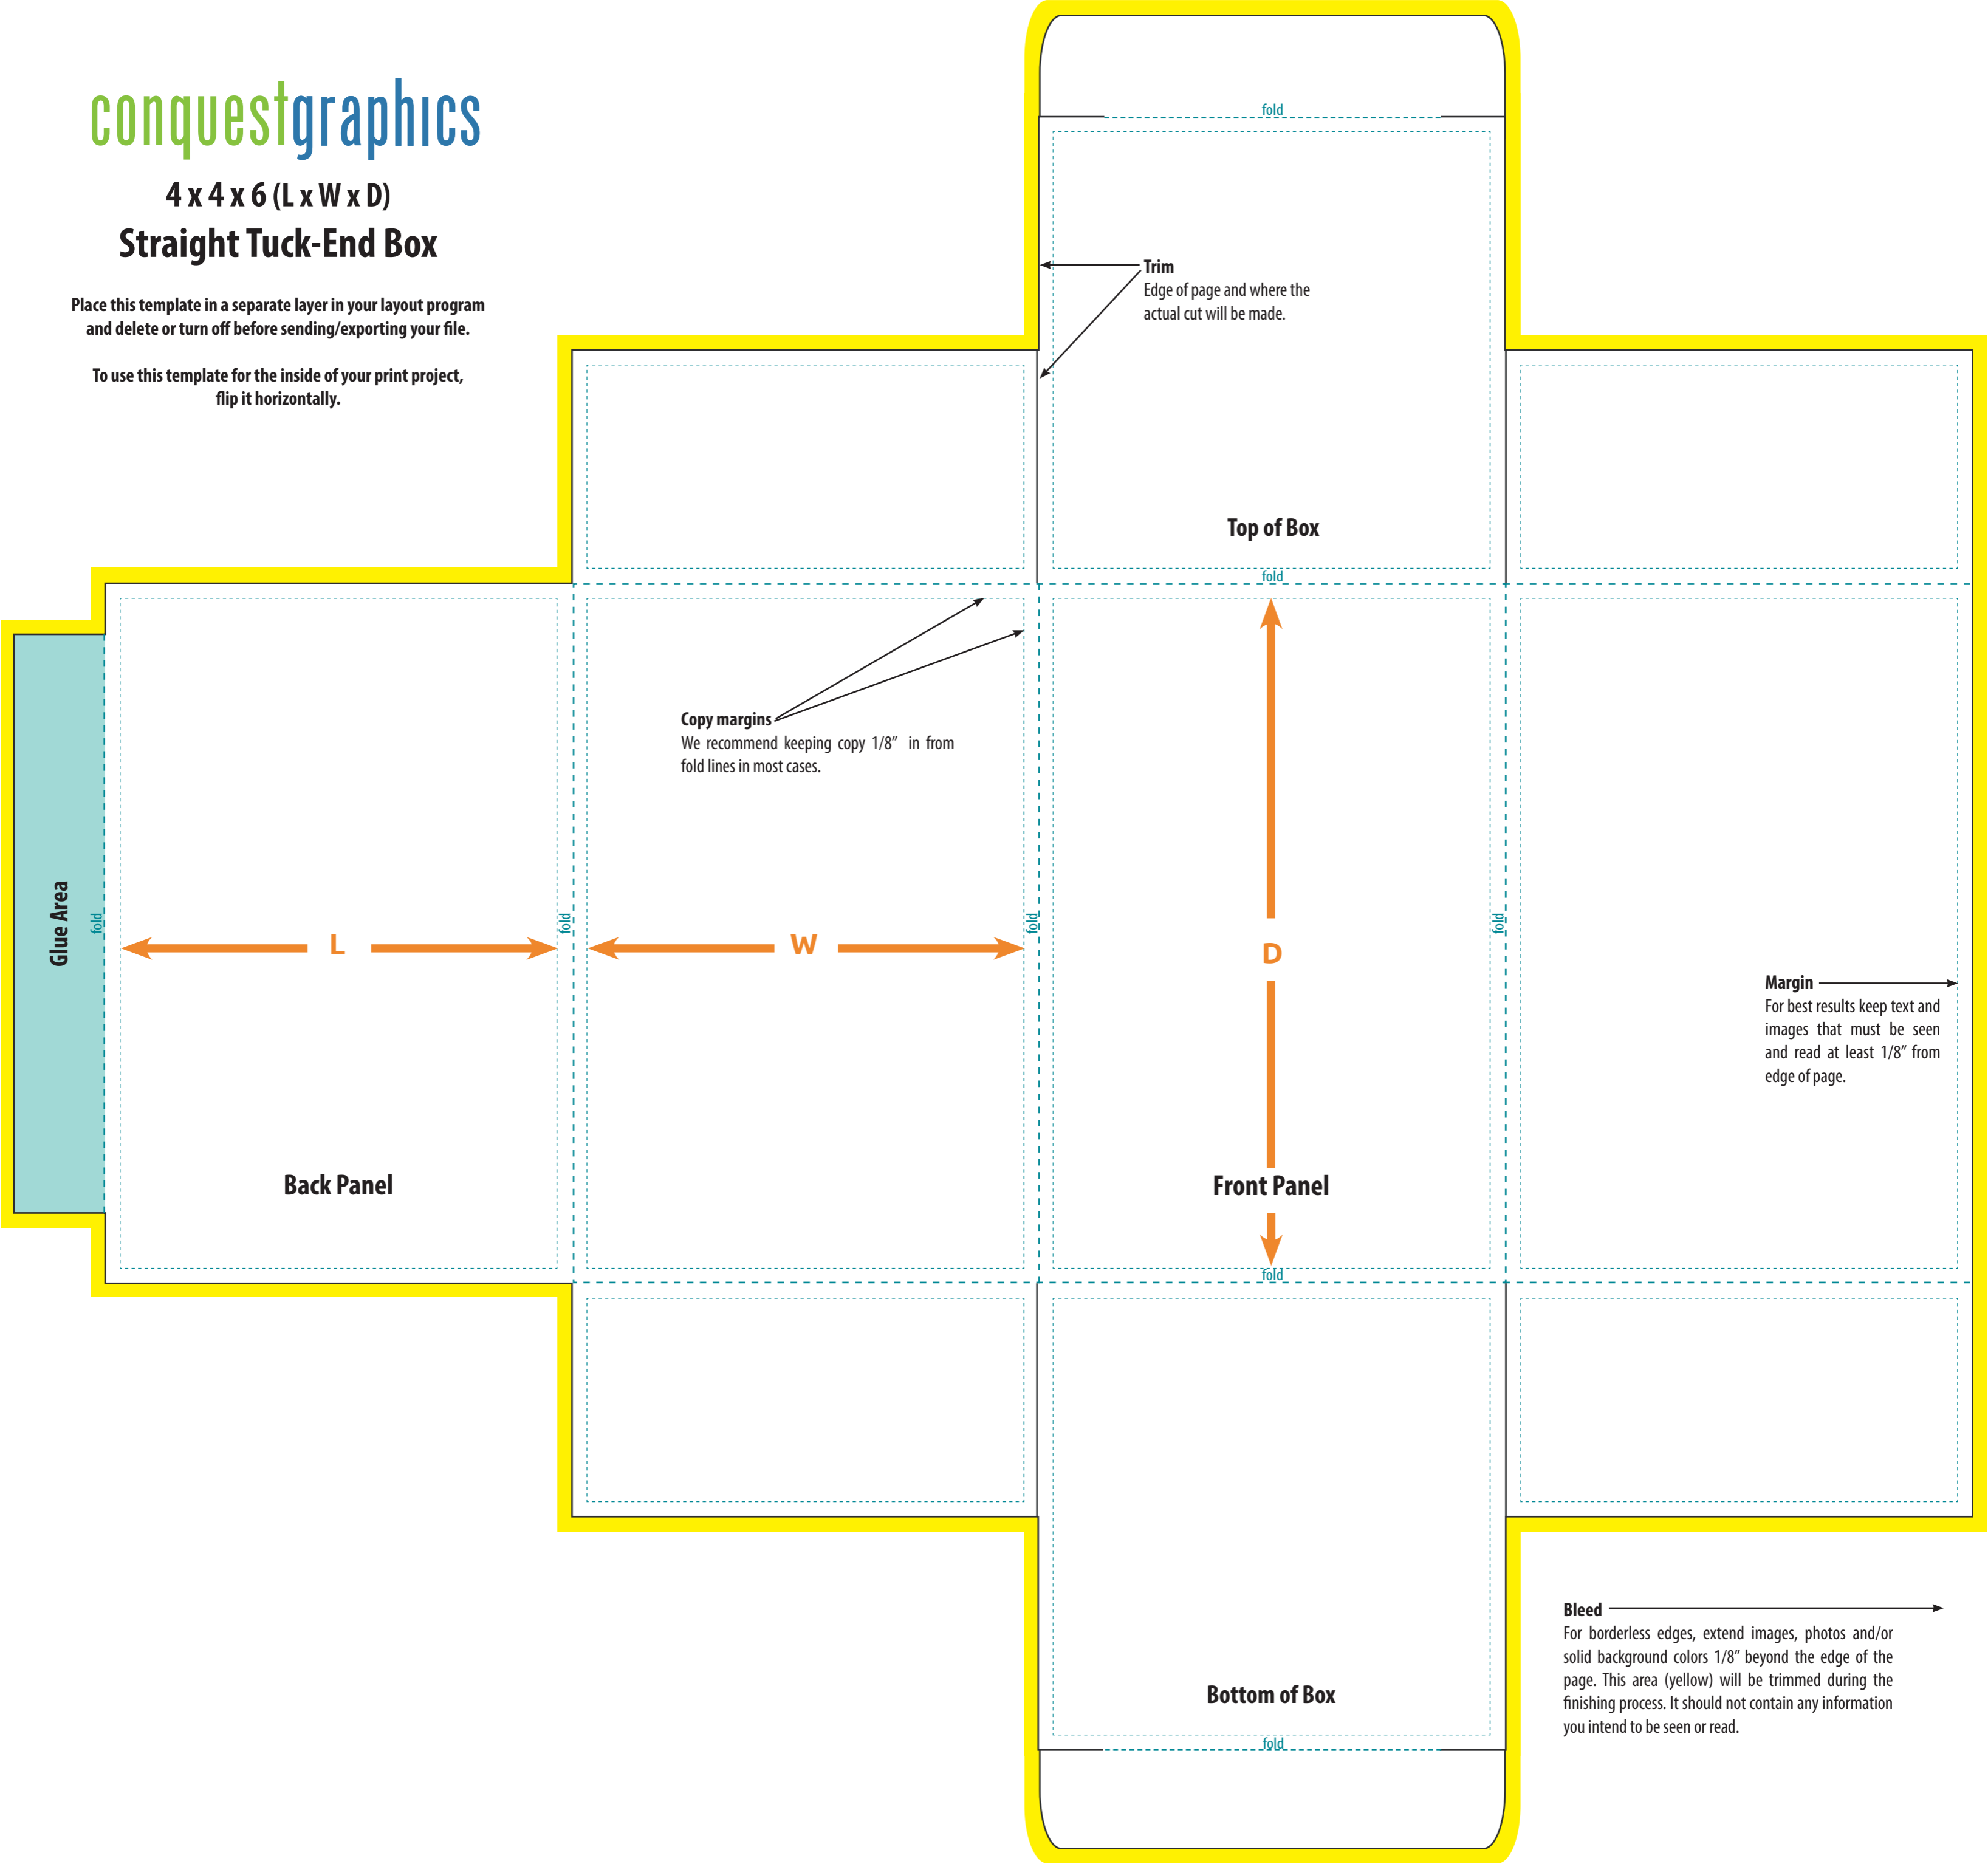 conquestgraphics
4 x 4 x 6 (L x W x D)
Straight Tuck-End Box
Place this template in a separate layer in your layout program
and delete or turn off before sending/exporting your file.
To use this template for the inside of your print project,
flip it horizontally.
fold
Trim
Edge of page and where the
actual cut will be made.
Top of Box
fold
Copy margins
We recommend keeping copy 1/8” in from
fold lines in most cases.
Glue Area
fold
L
fold
W
fold
D
fold
Margin
For best results keep text and
images that must be seen
and read at least 1/8” from
edge of page.
Back Panel
Front Panel
fold
Bleed
For borderless edges, extend images, photos and/or
solid background colors 1/8” beyond the edge of the
page. This area (yellow) will be trimmed during the
finishing process. It should not contain any information
you intend to be seen or read.
Bottom of Box
fold